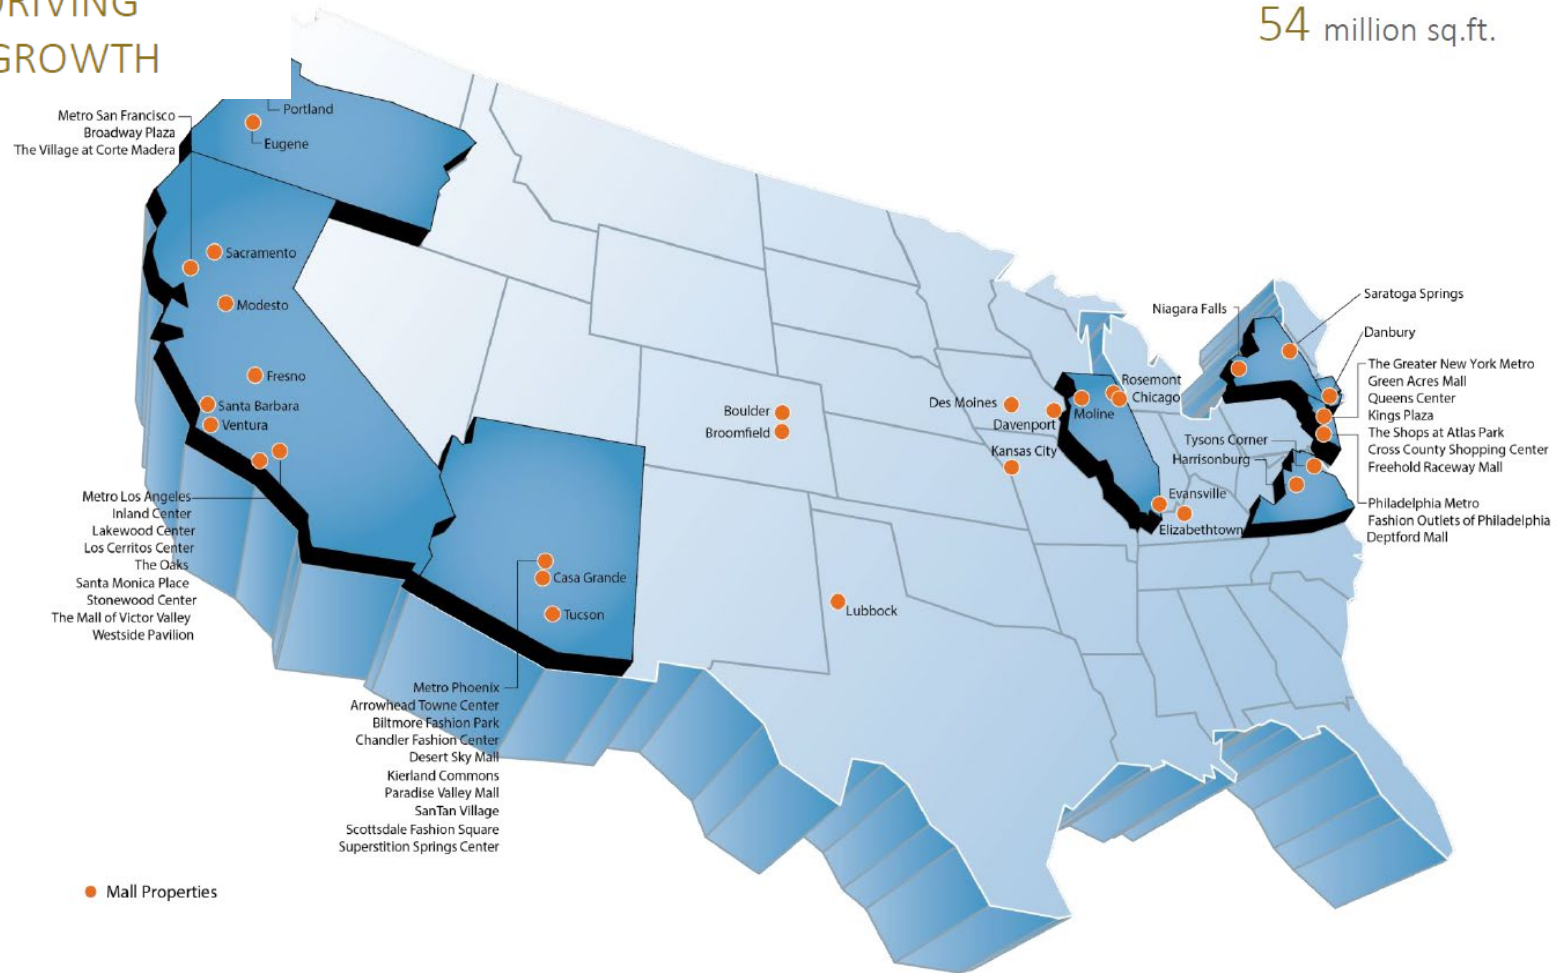 DRIVING
GROWTH
54 million sq.ft.
Portland
Eugene
Metro San Francisco
Broadway Plaza
The Village at Corte Madera
Sacramento
Modesto
Fresno
Santa Barbara
Ventura
Metro Los Angeles
Inland Center
Lakewood Center
Los Cerritos Center
The Oaks
Santa Monica Place
Stonewood Center
The Mall of Victor Valley
Westside Pavilion
Casa Grande
Tucson
Metro Phoenix
Arrowhead Towne Center
Biltmore Fashion Park
Chandler Fashion Center
Desert Sky Mall
Kierland Commons
Paradise Valley Mall
SanTan Village
Scottsdale Fashion Square
Superstition Springs Center
Boulder
Broomfield
Lubbock
Des Moines
Davenport
Kansas City
Moline
Rosemont
Chicago
Evansville
Elizabethtown
Niagara Falls
Saratoga Springs
Danbury
The Greater New York Metro
Green Acres Mall
Queens Center
Kings Plaza
The Shops at Atlas Park
Cross County Shopping Center
Freehold Raceway Mall
Tysons Corner
Harrisonburg
Philadelphia Metro
Fashion Outlets of Philadelphia
Deptford Mall
Mall Properties